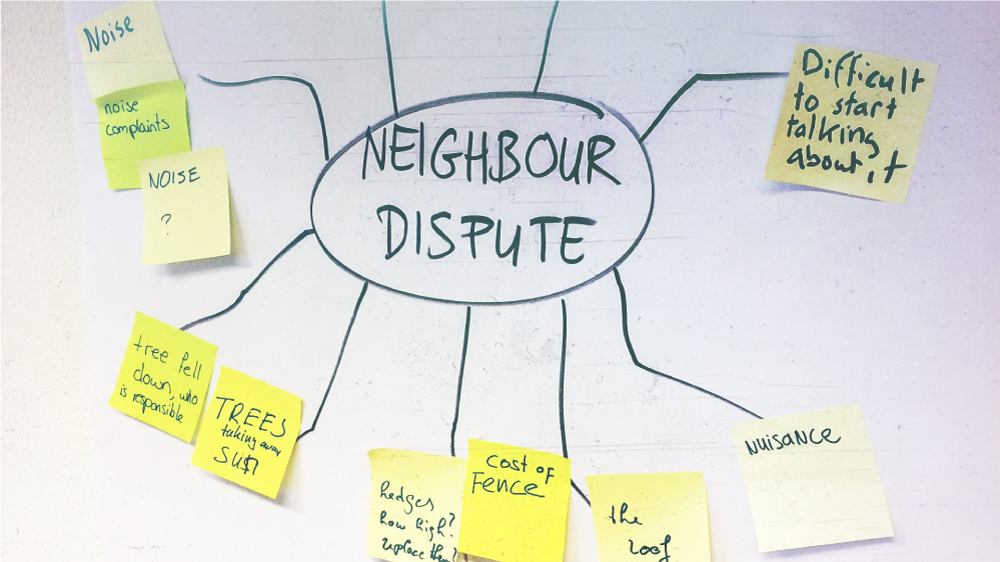 Noise
noise
complaints
NOISE
?
NEIGHBOUR
DISPUTE
Difficult
to start
talking
about it
tree fell
down, who
is responsible
TREES
taking away
SUN
hedges
how high?
replace them?
cost of
Fence
the
roof
NUISANCE